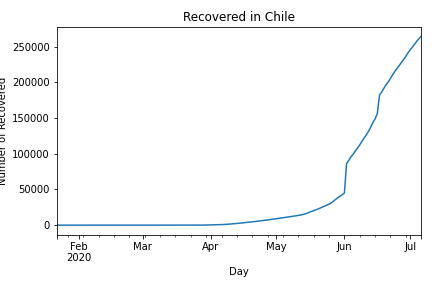 Recovered in Chile
Number of Recovered
250000
200000
150000
100000
50000
0
Feb
2020
Mar
Apr
May
Jun
Jul
Day